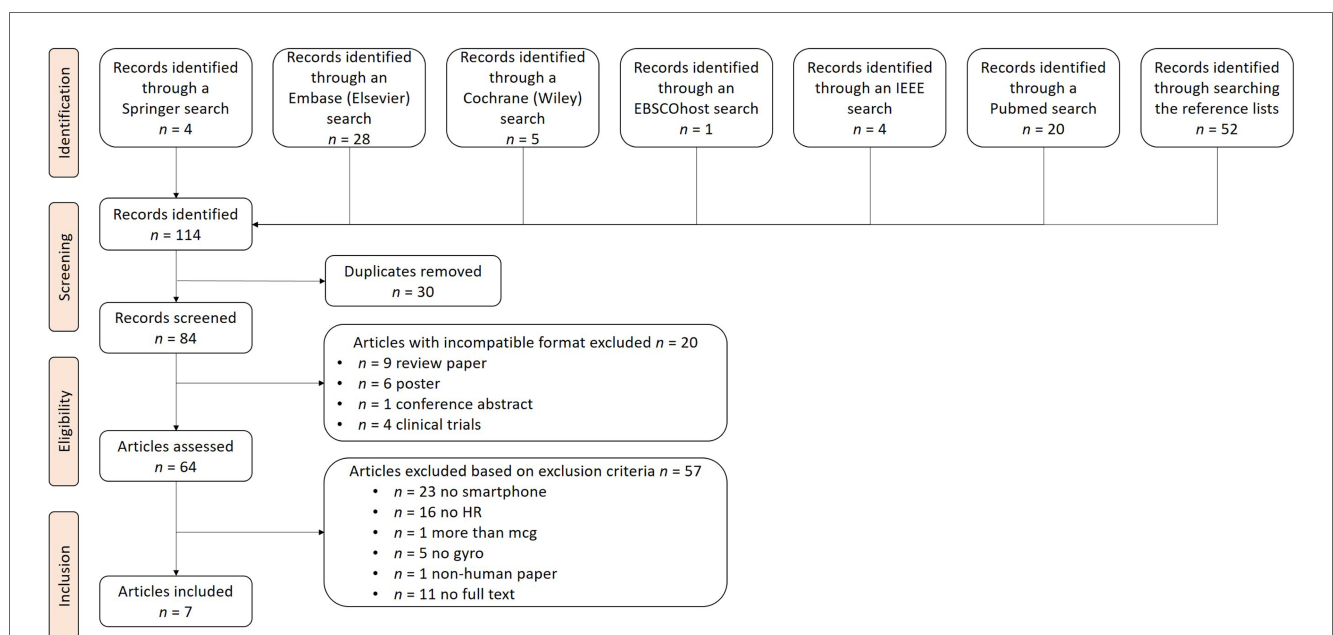 Identification
Records identified
through a
Springer search
n = 4
Records identified
through an
Embase (Elsevier)
search
n = 28
Records identified
through a
Cochrane (Wiley)
search
n = 5
Records identified
through an
EBSCOhost search
n = 1
Records identified
through an IEEE
search
n = 4
Records identified
through a
Pubmed search
n = 20
Records identified
through searching
the reference lists
n = 52
Screening
Records identified
n = 114
Duplicates removed
n = 30
Records screened
n = 84
Eligibility
Articles with incompatible format excluded n = 20
• n = 9 review paper
• n = 6 poster
• n = 1 conference abstract
• n = 4 clinical trials
Articles assessed
n = 64
Articles excluded based on exclusion criteria n = 57
• n = 23 no smartphone
• n = 16 no HR
• n = 1 more than mcg
• n = 5 no gyro
• n = 1 non-human paper
• n = 11 no full text
Inclusion
Articles included
n = 7